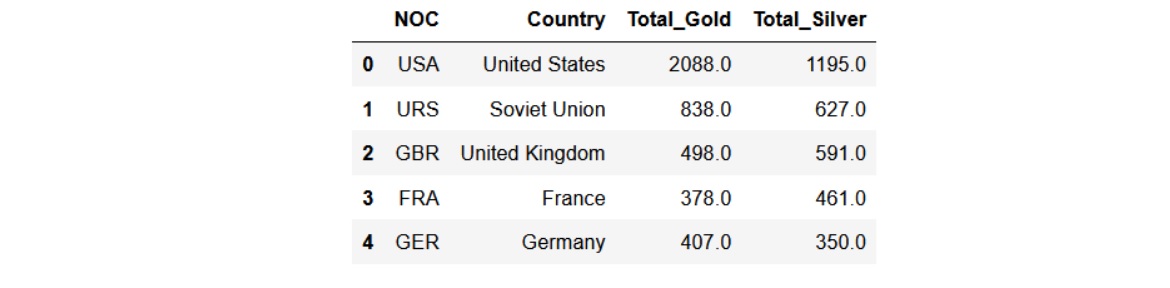 NOC Country Total_Gold Total_Silver
0 USA United States 2088.0 1195.0
1 URS Soviet Union 838.0 627.0
2 GBR United Kingdom 498.0 591.0
3 FRA France 378.0 461.0
4 GER Germany 407.0 350.0